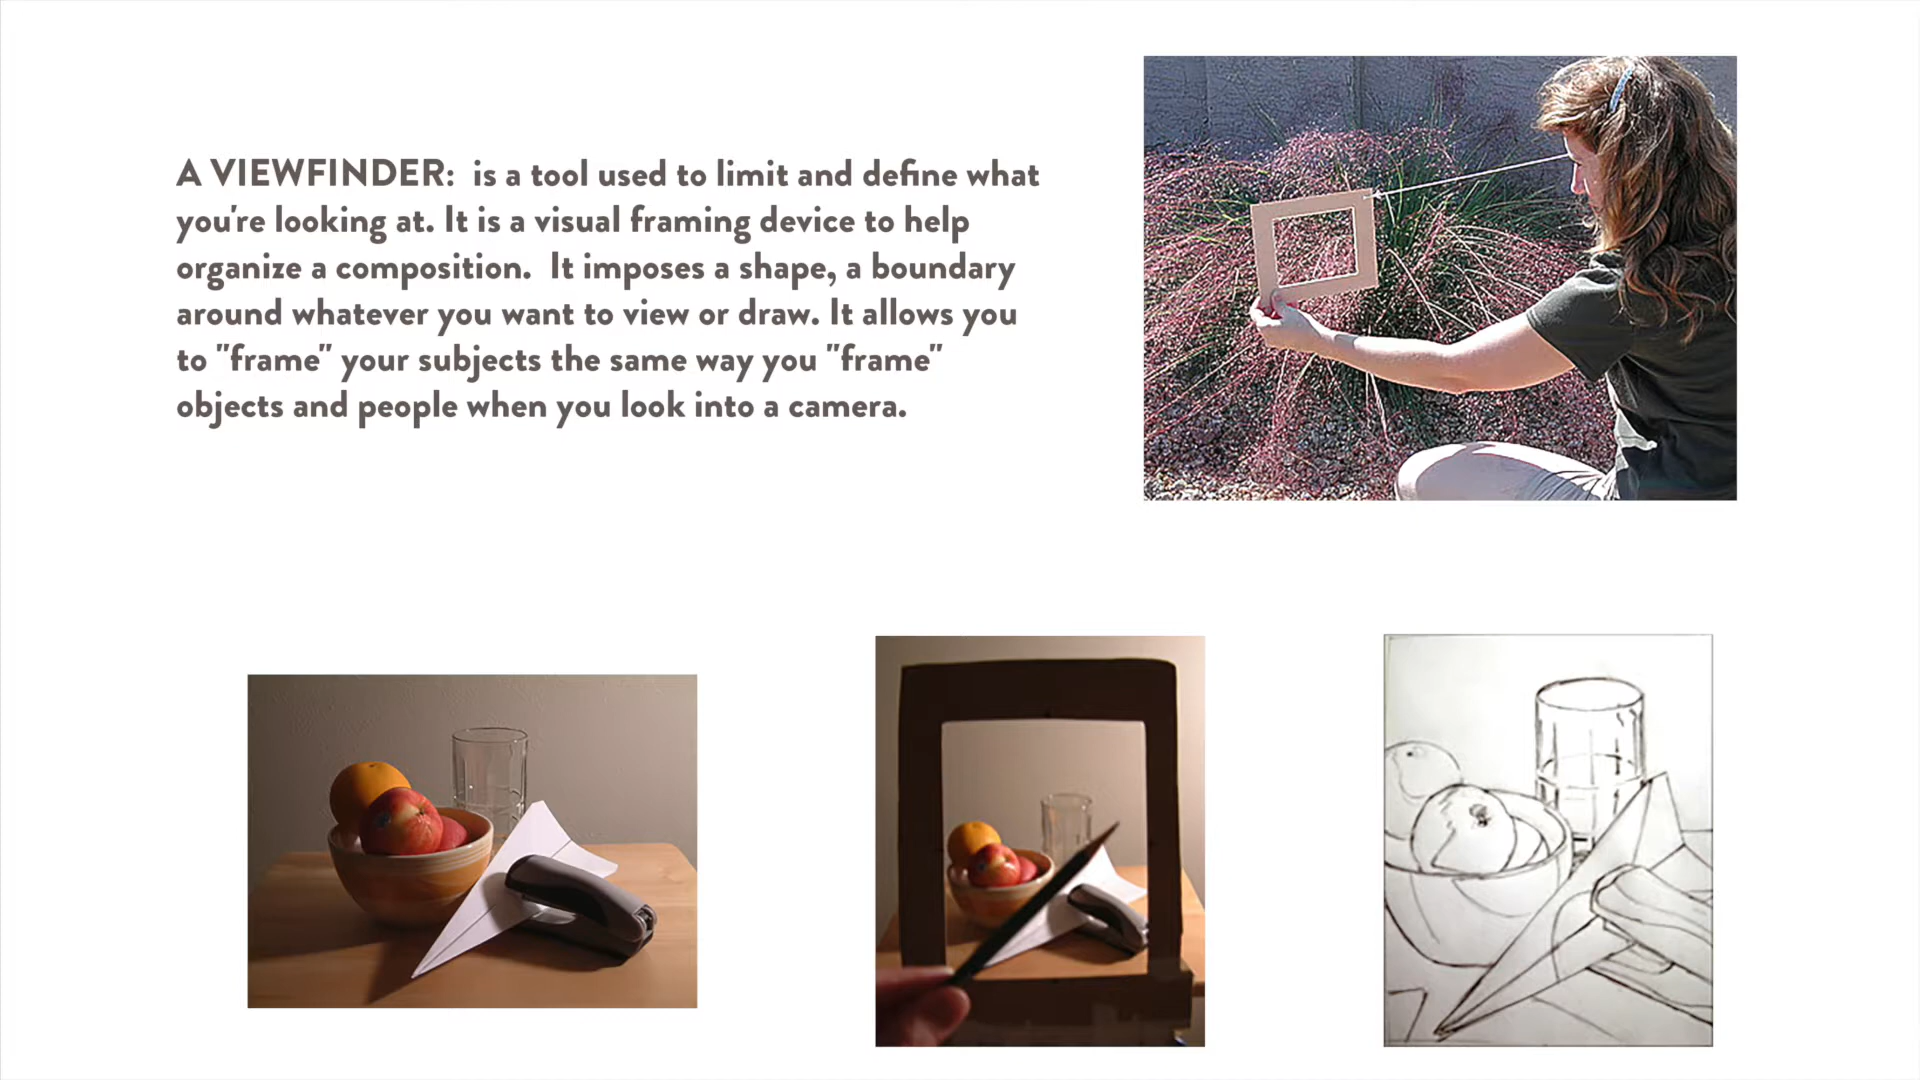 A VIEWFINDER:  is a tool used to limit and define what
you're looking at. It is a visual framing device to help
organize a composition.  It imposes a shape, a boundary
around whatever you want to view or draw. It allows you
to "frame" your subjects the same way you "frame"
objects and people when you look into a camera.